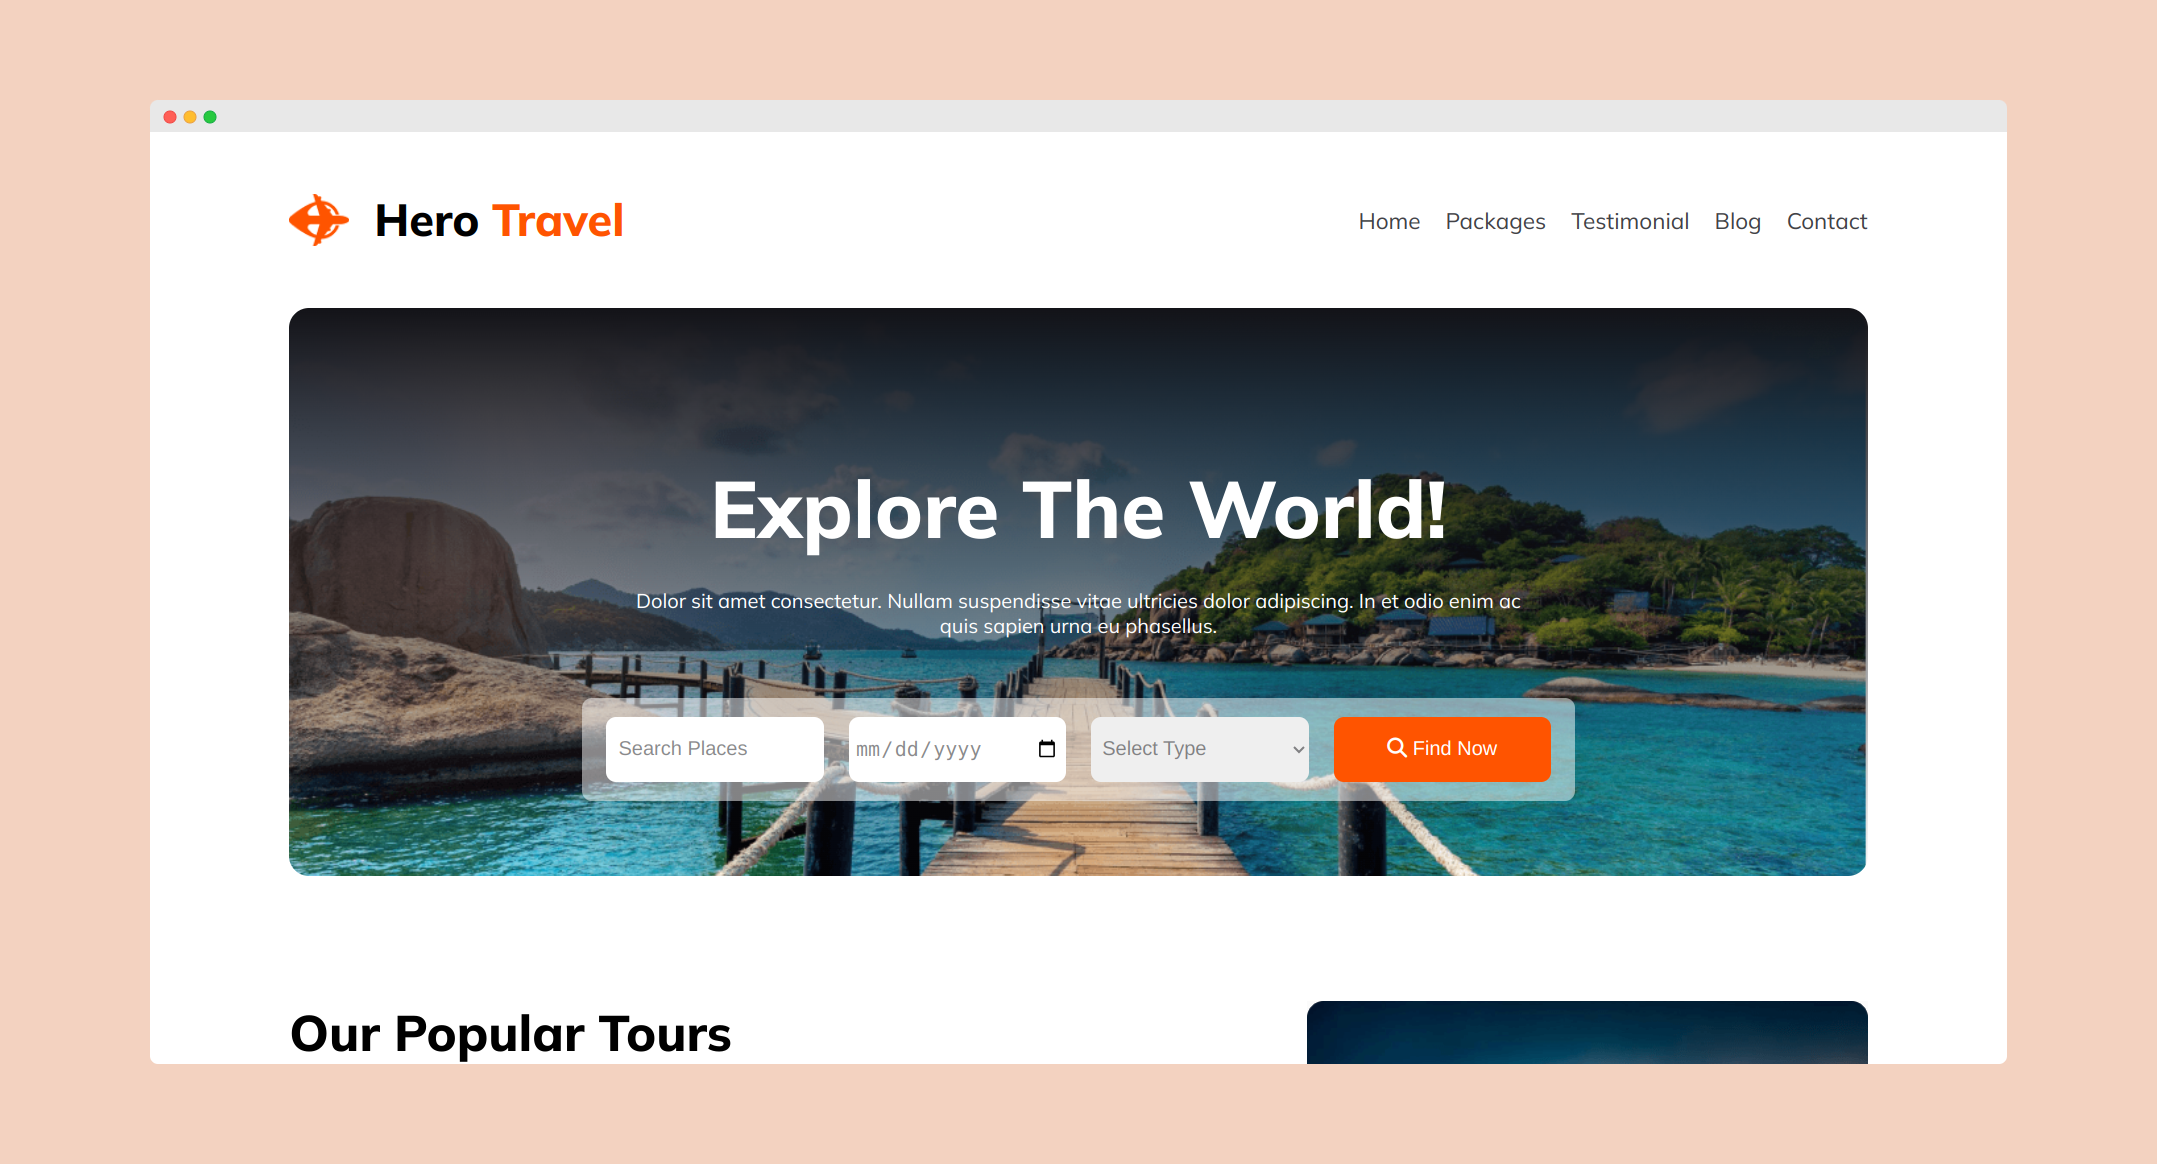 Hero Travel
Home Packages Testimonial Blog Contact
Explore The World!
Dolor sit amet consectetur. Nullam suspendisse vitae ultricies dolor adipiscing. In et odio enim ac
quis sapien urna eu phasellus.
Search Places mm/dd/yyyy Select Type Find Now
Our Popular Tours